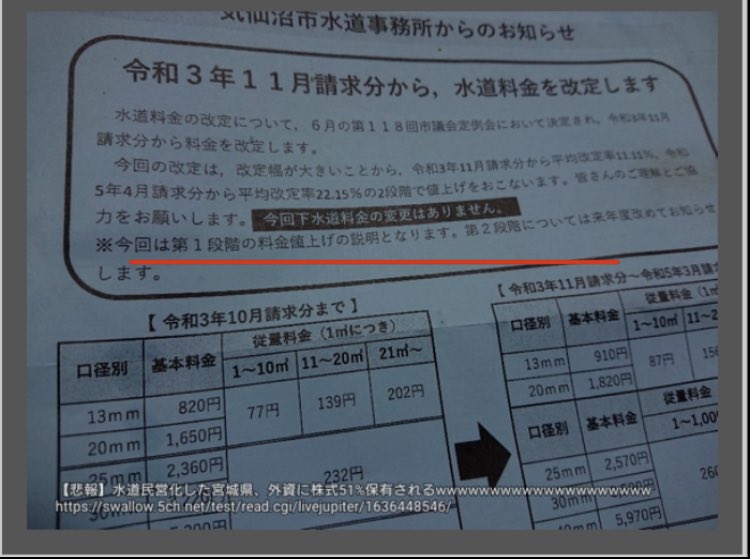 気仙沼市水道事務所からのお知らせ
令和3年11月請求分から，水道料金を改定します
水道料金の改定について，6月の第118回市議会定例会において決定され，令和3年11月
請求分から料金を改定します。
今回の改定は，改定幅が大きいことから，令和3年11月請求分から平均改定率11.11%，令和
5年4月請求分から平均改定率22.15%の2段階で値上げをおこないます。皆さんのご理解とご協
力をお願いします。 今回下水道料金の変更はありません。
※今回は第1段階の料金値上げの説明となります。第2段階については来年度改めてお知らせ
します。
【 令和3年10月請求分まで 】
口径別 基本料金 従量料金（1㎥につき）
1～10㎥ 11～20㎥ 21㎥～
13mm 820円 77円 139円 202円
20mm 1,650円
25mm 2,360円 232円
【 令和3年11月請求分～令和5年3月請
口径別 基本料金 従量料金（1㎥
1～10㎥ 11～2
13mm 910円 87円 156
20mm 1,820円
口径別 基本料金 従量料金
1～1,00
25mm 2,570円 260
30mm
5,970円
【悲報】水道民営化した宮城県、外資に株式51%保有されるwwwwwwwwwwwwwwwwww
https://swallow.5ch.net/test/read.cgi/livejupiter/1636448546/